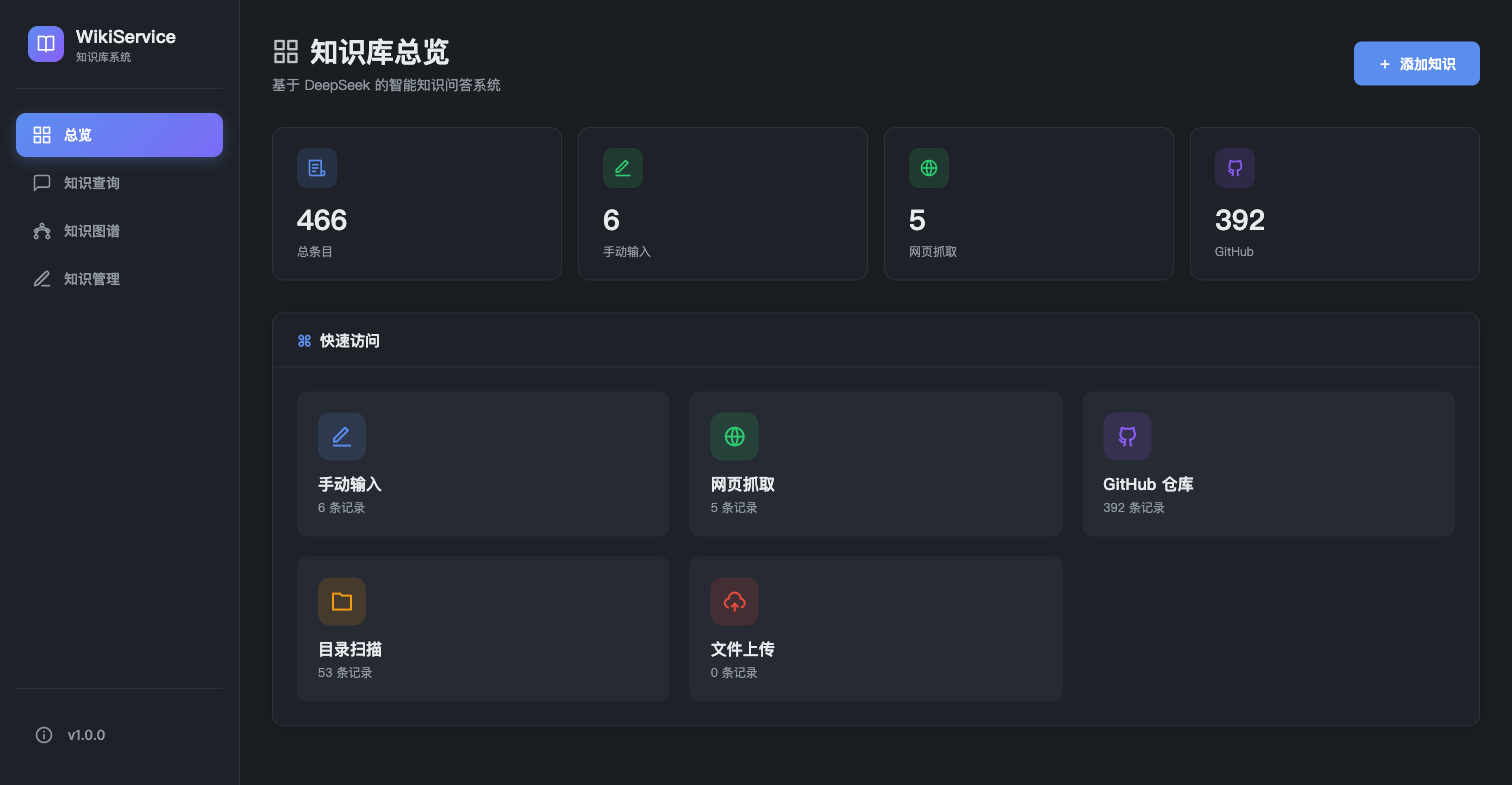 WikiService
知识库系统
总览
知识查询
知识图谱
知识管理
v1.0.0
知识库总览
基于 DeepSeek 的智能知识问答系统
+ 添加知识
466
总条目
6
手动输入
5
网页抓取
392
GitHub
快速访问
手动输入
6 条记录
网页抓取
5 条记录
GitHub 仓库
392 条记录
目录扫描
53 条记录
文件上传
0 条记录